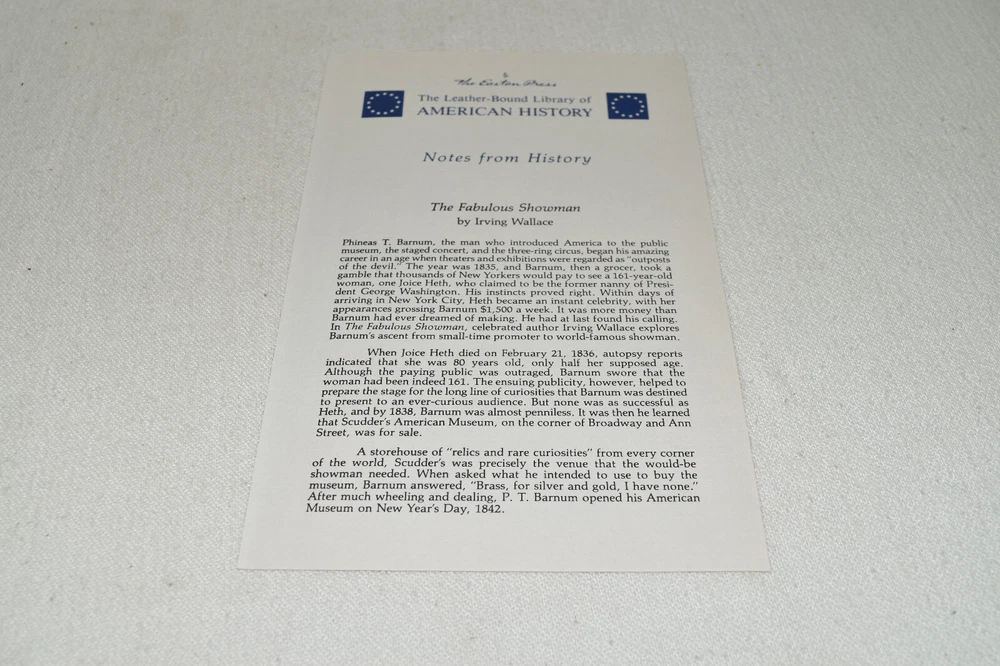 The Easton Press
The Leather-Bound Library of
AMERICAN HISTORY
Notes from History
The Fabulous Showman
by Irving Wallace
Phineas T. Barnum, the man who introduced America to the public
museum, the staged concert, and the three-ring circus, began his amazing
career in an age when theaters and exhibitions were regarded as "outposts
of the devil." The year was 1835, and Barnum, then a grocer, took a
gamble that thousands of New Yorkers would pay to see a 161-year-old
woman, one Joice Heth, who claimed to be the former nanny of Presi-
dent George Washington. His instincts proved right. Within days of
arriving in New York City, Heth became an instant celebrity, with her
appearances grossing Barnum $1,500 a week. It was more money than
Barnum had ever dreamed of making. He had at last found his calling.
In The Fabulous Showman, celebrated author Irving Wallace explores
Barnum's ascent from small-time promoter to world-famous showman.
When Joice Heth died on February 21, 1836, autopsy reports
indicated that she was 80 years old, only half her supposed age.
Although the paying public was outraged, Barnum swore that the
woman had been indeed 161. The ensuing publicity, however, helped to
prepare the stage for the long line of curiosities that Barnum was destined
to present to an ever-curious audience. But none was as successful as
Heth, and by 1838, Barnum was almost penniless. It was then he learned
that Scudder's American Museum, on the corner of Broadway and Ann
Street, was for sale.
A storehouse of "relics and rare curiosities" from every corner
of the world, Scudder's was precisely the venue that the would-be
showman needed. When asked what he intended to use to buy the
museum, Barnum answered, "Brass, for silver and gold, I have none."
After much wheeling and dealing, P. T. Barnum opened his American
Museum on New Year's Day, 1842.